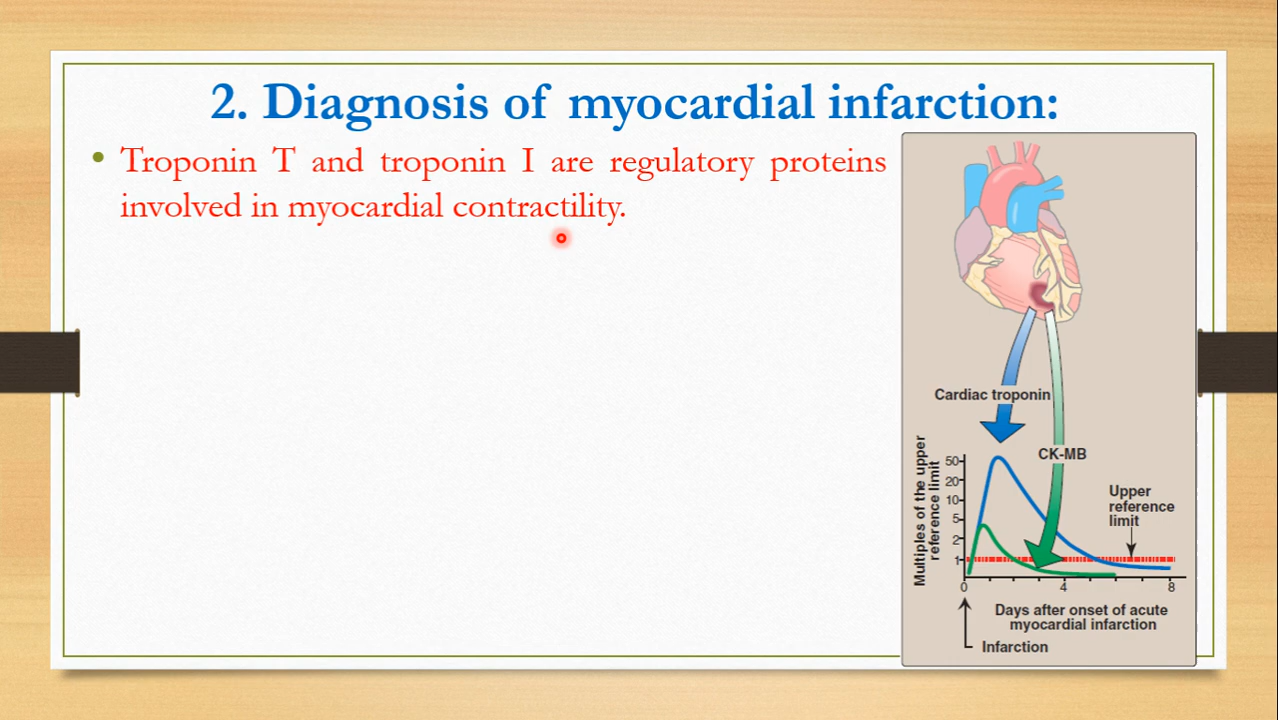 2. Diagnosis of myocardial infarction:
• Troponin T and troponin I are regulatory proteins
involved in myocardial contractility.
Cardiac troponin
CK-MB
Multiples of the upper
reference limit
50
20
10
5
2
1
Upper
reference
limit
0
4
8
Days after onset of acute
myocardial infarction
Infarction